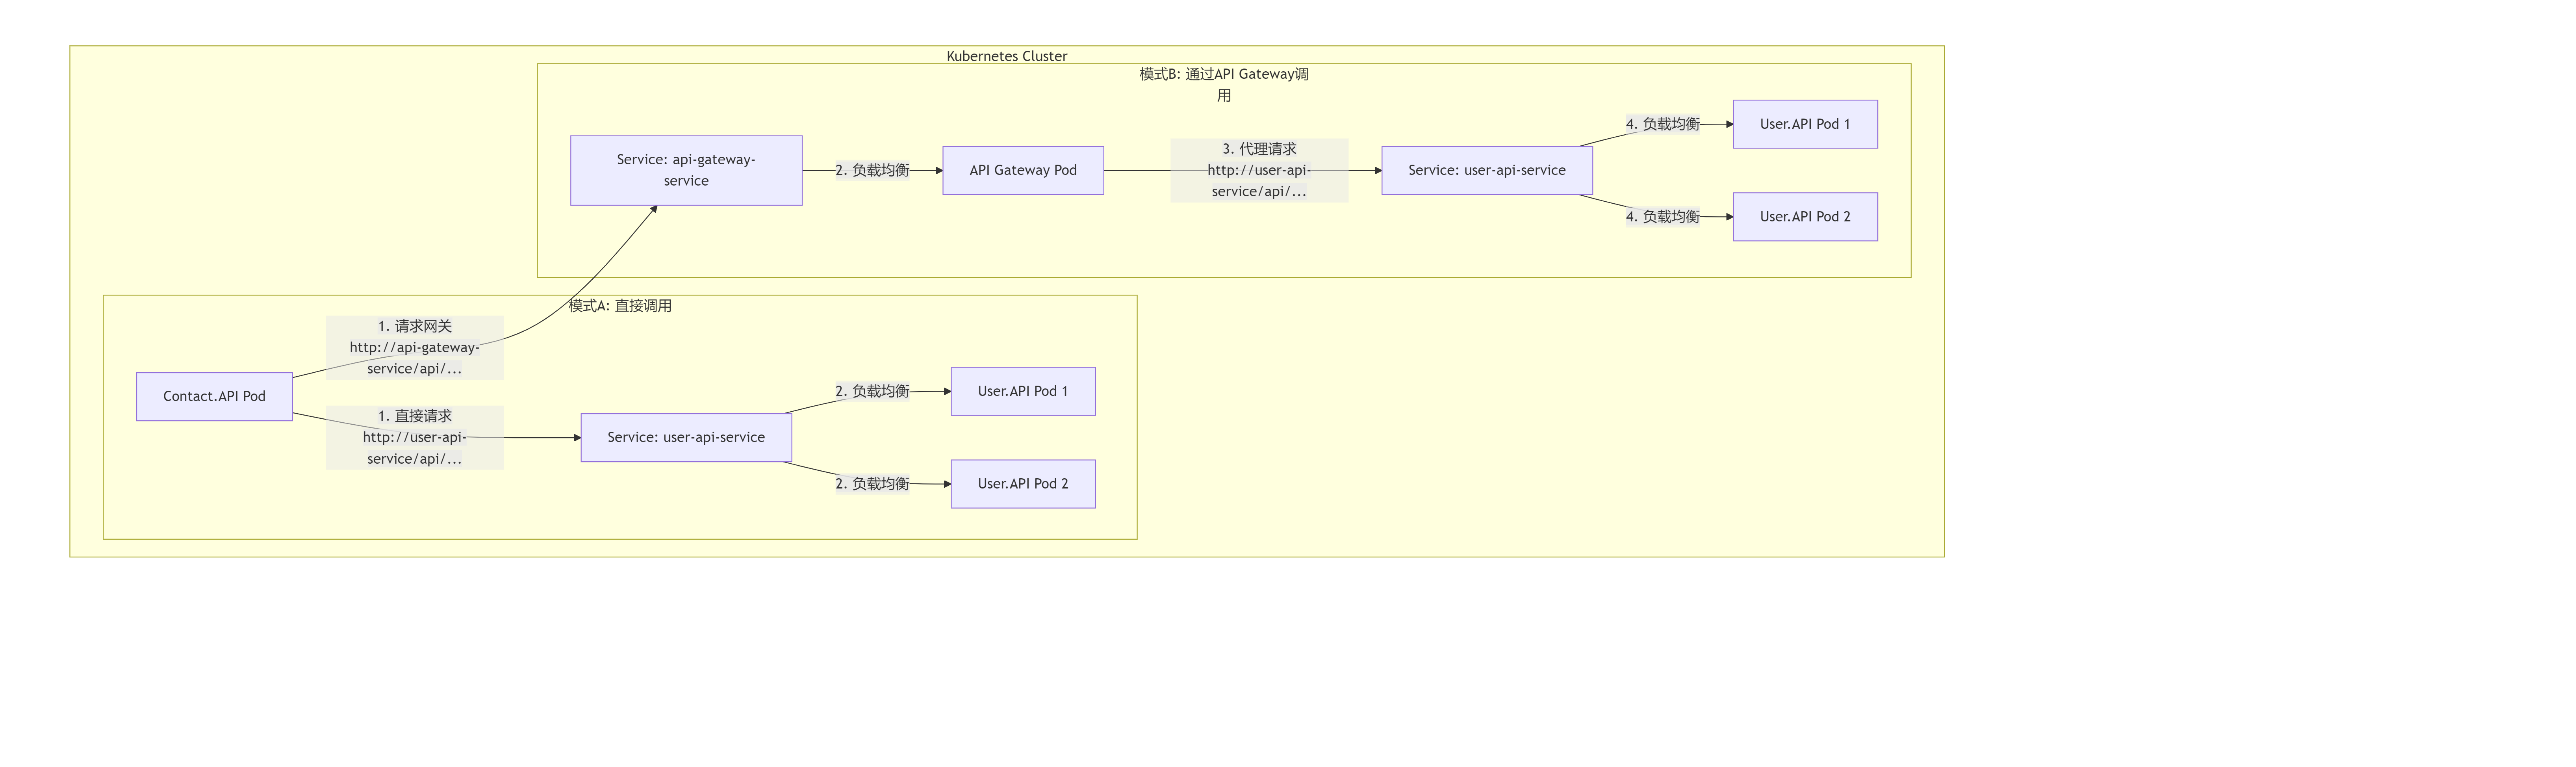 Kubernetes Cluster
模式B: 通过API Gateway调
用
Service: api-gateway-
service
2. 负载均衡
API Gateway Pod
3. 代理请求
http://user-api-
service/api/...
Service: user-api-service
4. 负载均衡
User.API Pod 1
4. 负载均衡
User.API Pod 2
模式A: 直接调用
Contact.API Pod
1. 请求网关
http://api-gateway-
service/api/...
1. 直接请求
http://user-api-
service/api/...
Service: user-api-service
2. 负载均衡
User.API Pod 1
2. 负载均衡
User.API Pod 2